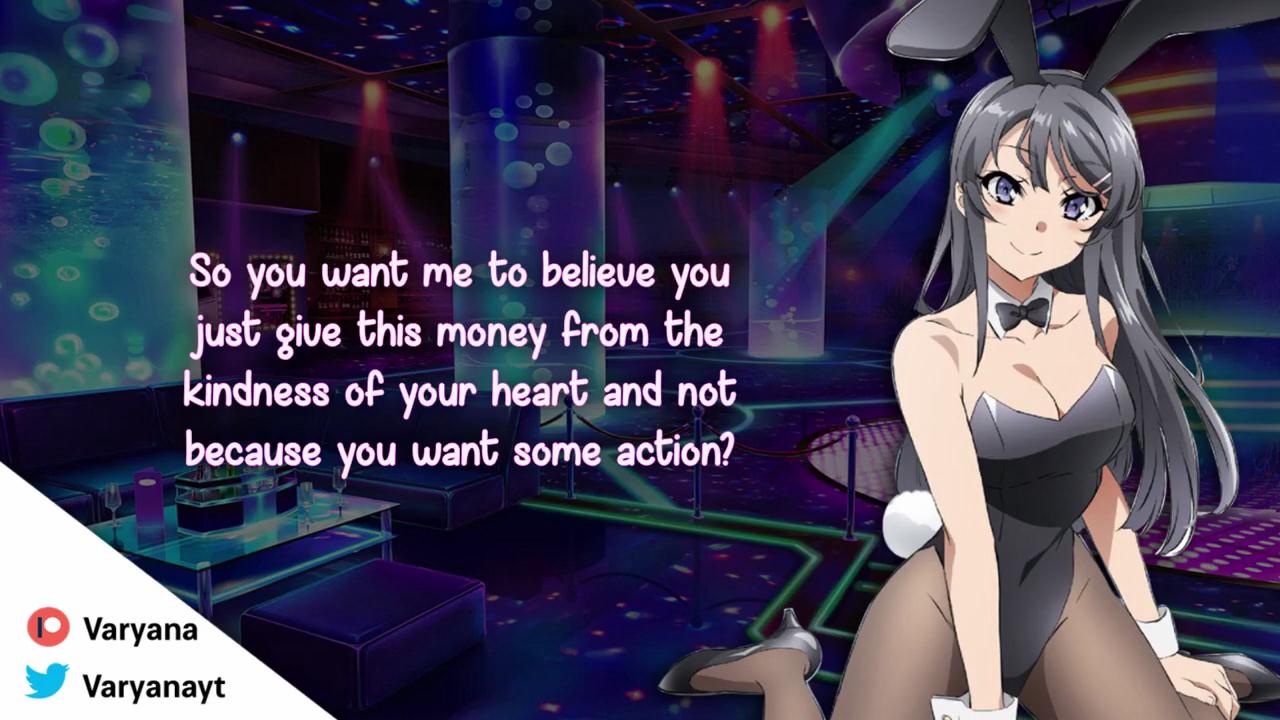 So you want me to believe you
just give this money from the
kindness of your heart and not
because you want some action?
Varyana
Varyanayt